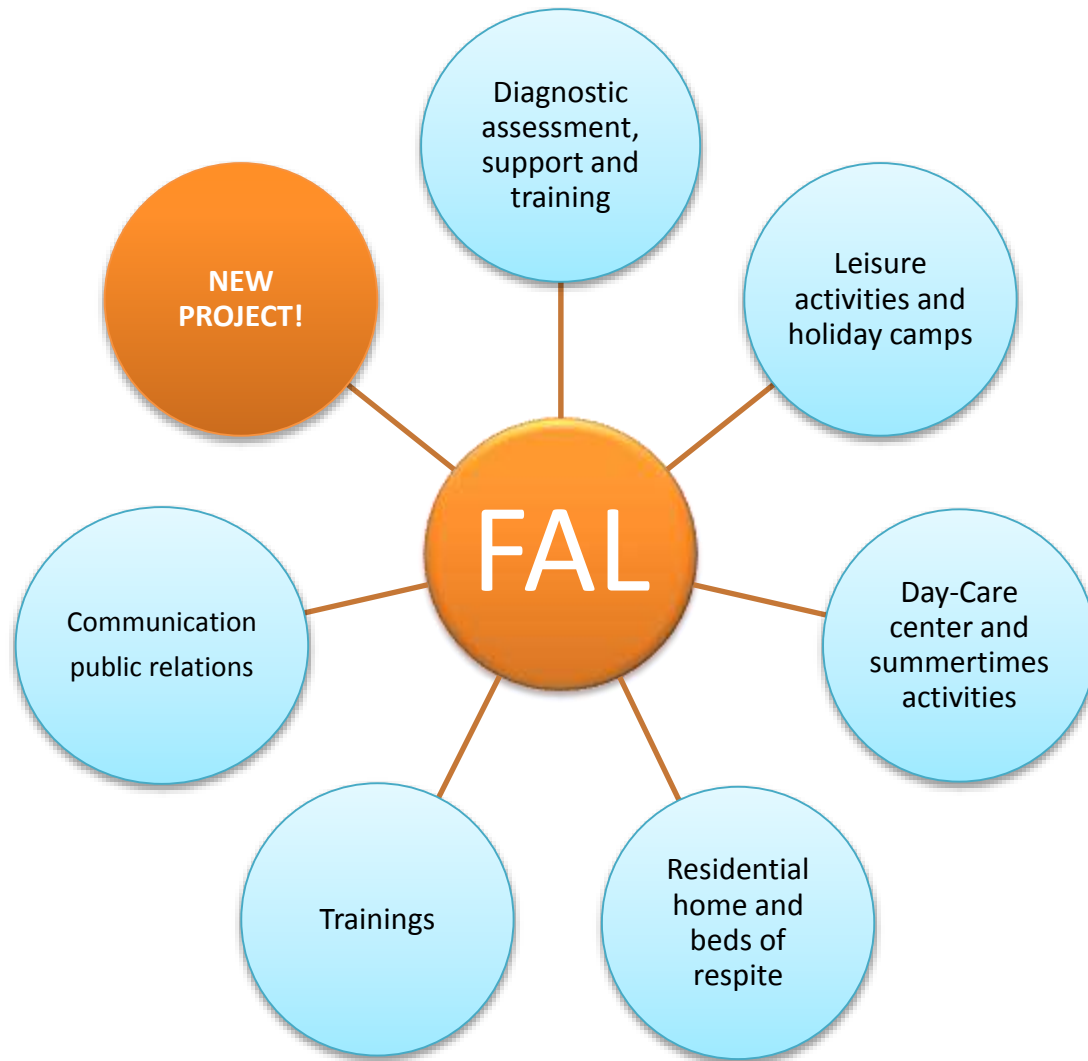 Diagnostic
assessment,
support and
training
Leisure
activities and
holiday camps
Day-Care
center and
summertimes
activities
Residential
home and
beds of
respite
Trainings
Communication
public relations
NEW
PROJECT!
FAL